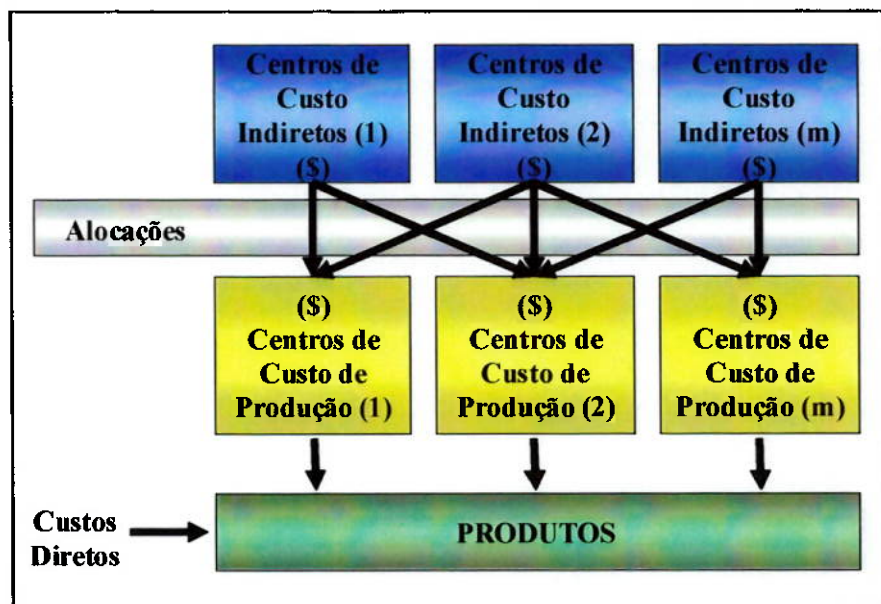 Centros de
Custo
Indiretos (1)
($)
Centros de
Custo
Indiretos (2)
($)
Centros de
Custo
Indiretos (m)
($)
Alocações
($)
Centros de
Custo de
Produção (1)
($)
Centros de
Custo de
Produção (2)
($)
Centros de
Custo de
Produção (m)
Custos
Diretos
PRODUTOS